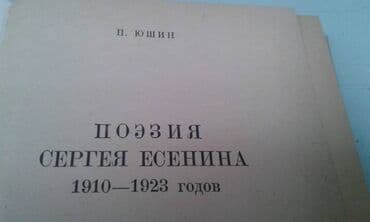 П. ЮШИН
ПОЭЗИЯ
СЕРГЕЯ ЕСЕНИНА
1910—1923 годов